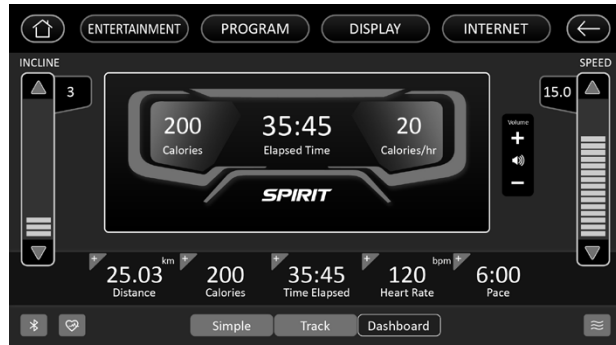 ENTERTAINMENT PROGRAM DISPLAY INTERNET
INCLINE SPEED
3 15.0
200 35:45 20
Calories Elapsed Time Calories/hr
Volume
+
−
SPIRIT
+ km + + + bpm +
25.03 200 35:45 120 6:00
Distance Calories Time Elapsed Heart Rate Pace
Simple Track Dashboard